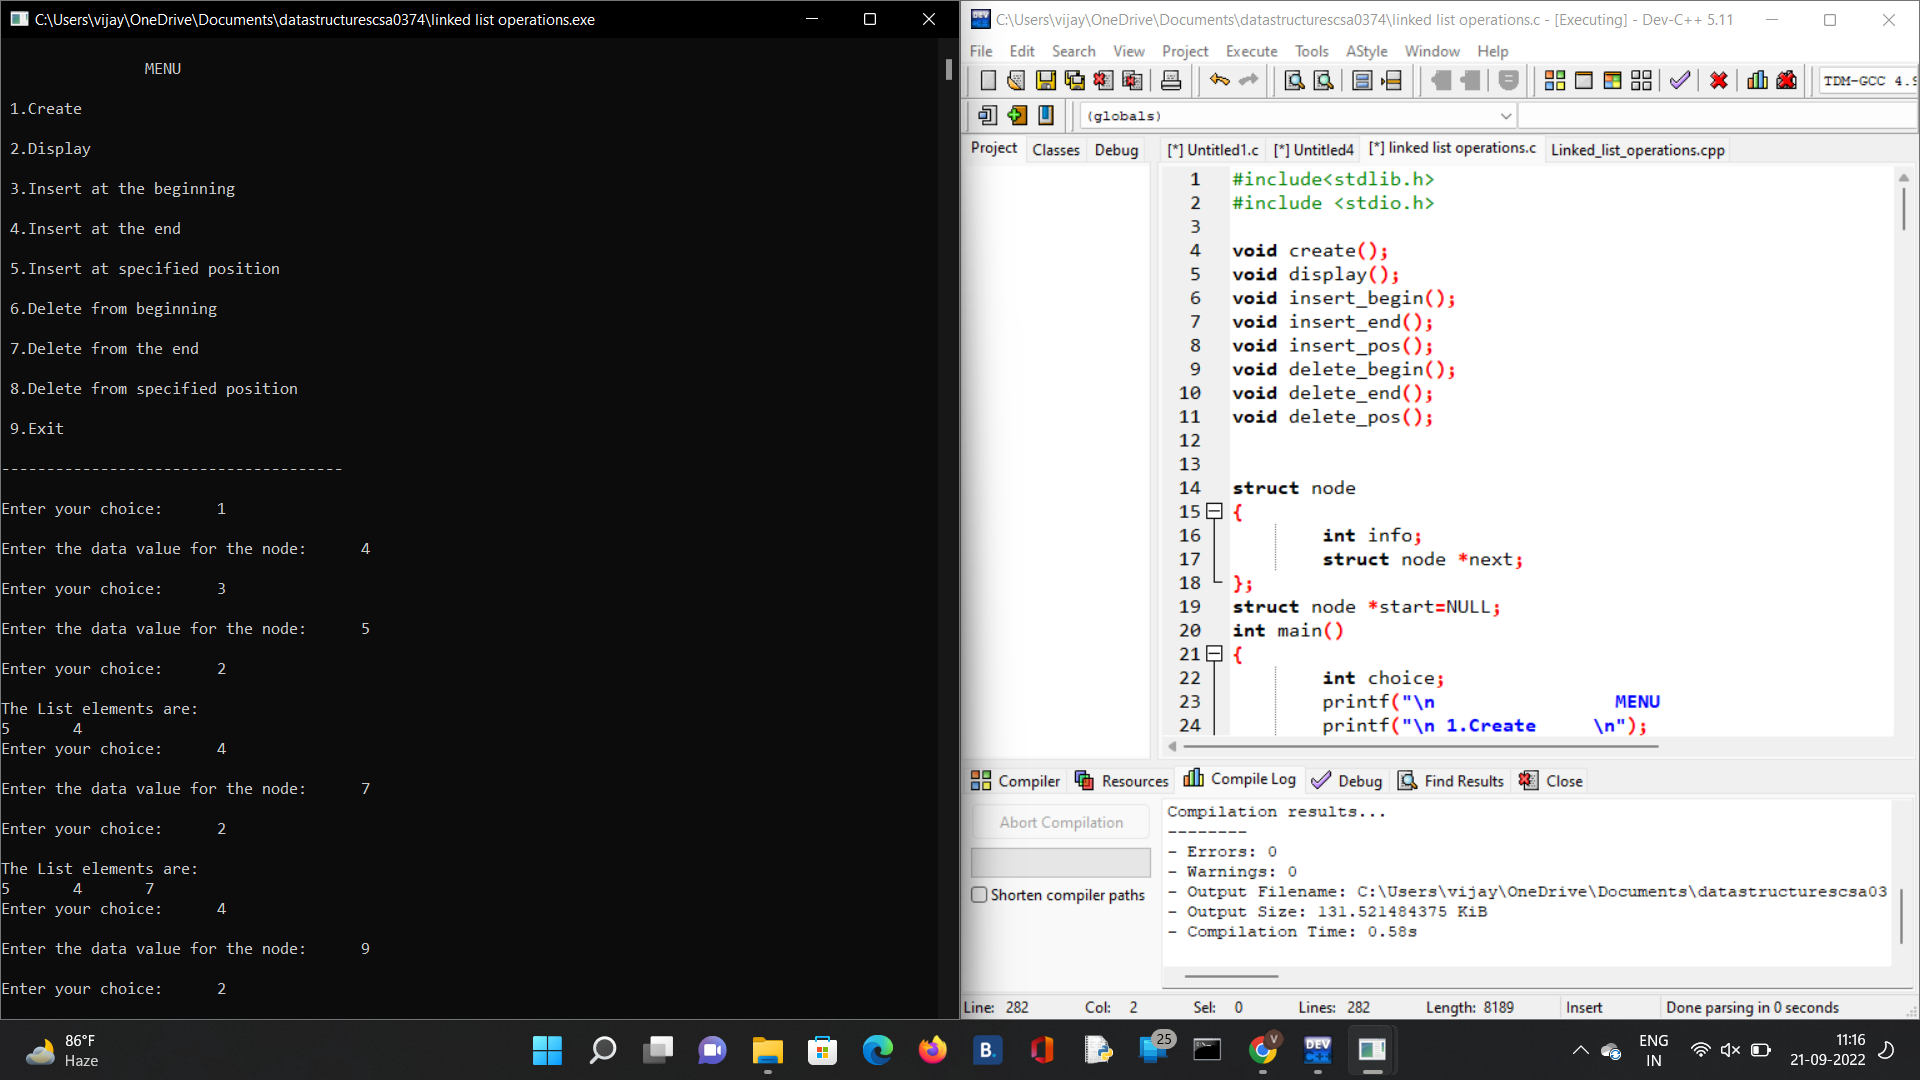 C:\Users\vijay\OneDrive\Documents\datastructurescsa0374\linked list operations.exe
MENU
1.Create
2.Display
3.Insert at the beginning
4.Insert at the end
5.Insert at specified position
6.Delete from beginning
7.Delete from the end
8.Delete from specified position
9.Exit
--------------------------------------
Enter your choice: 1
Enter the data value for the node: 4
Enter your choice: 3
Enter the data value for the node: 5
Enter your choice: 2
The List elements are:
5 4
Enter your choice: 4
Enter the data value for the node: 7
Enter your choice: 2
The List elements are:
5 4 7
Enter your choice: 4
Enter the data value for the node: 9
Enter your choice: 2
C:\Users\vijay\OneDrive\Documents\datastructurescsa0374\linked list operations.c - [Executing] - Dev-C++ 5.11
File Edit Search View Project Execute Tools AStyle Window Help
TDM-GCC 4.9
(globals)
Project Classes Debug
[*] Untitled1.c [*] Untitled4 [*] linked list operations.c Linked_list_operations.cpp
1 #include<stdlib.h>
2 #include <stdio.h>
3
4 void create();
5 void display();
6 void insert_begin();
7 void insert_end();
8 void insert_pos();
9 void delete_begin();
10 void delete_end();
11 void delete_pos();
12
13
14 struct node
15 {
16 int info;
17 struct node *next;
18 };
19 struct node *start=NULL;
20 int main()
21 {
22 int choice;
23 printf("\n MENU
24 printf("\n 1.Create \n");
Compiler Resources Compile Log Debug Find Results Close
Abort Compilation
Shorten compiler paths
Compilation results...
--------
- Errors: 0
- Warnings: 0
- Output Filename: C:\Users\vijay\OneDrive\Documents\datastructurescsa03
- Output Size: 131.521484375 KiB
- Compilation Time: 0.58s
Line: 282 Col: 2 Sel: 0 Lines: 282 Length: 8189 Insert Done parsing in 0 seconds
86°F
Haze
B.
25
V
DEV
ENG
IN
11:16
21-09-2022